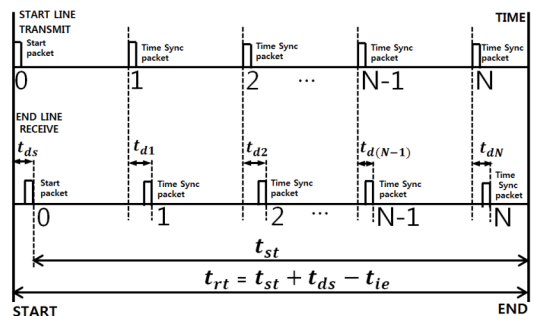 START LINE
TRANSMIT
TIME
Start
packet
Time Sync
packet
Time Sync
packet
Time Sync
packet
Time Sync
packet
0
1
2
...
N-1
N
END LINE
RECEIVE
t_ds
t_d1
t_d2
t_d(N-1)
t_dN
Start
packet
Time Sync
packet
Time Sync
packet
Time Sync
packet
Time
Sync
packet
0
1
2
...
N-1
N
t_st
t_rt = t_st + t_ds − t_ie
START
END